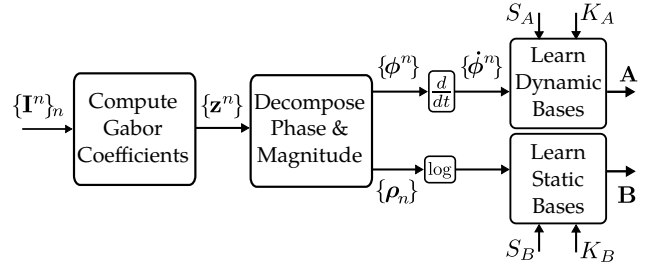 S_A K_A
{I^n}_n
Compute
Gabor
Coefficients
{z^n}
Decompose
Phase &
Magnitude
{ϕ^n}
d/dt
{ϕ̇^n}
Learn
Dynamic
Bases
A
{ρ_n}
log
Learn
Static
Bases
B
S_B K_B